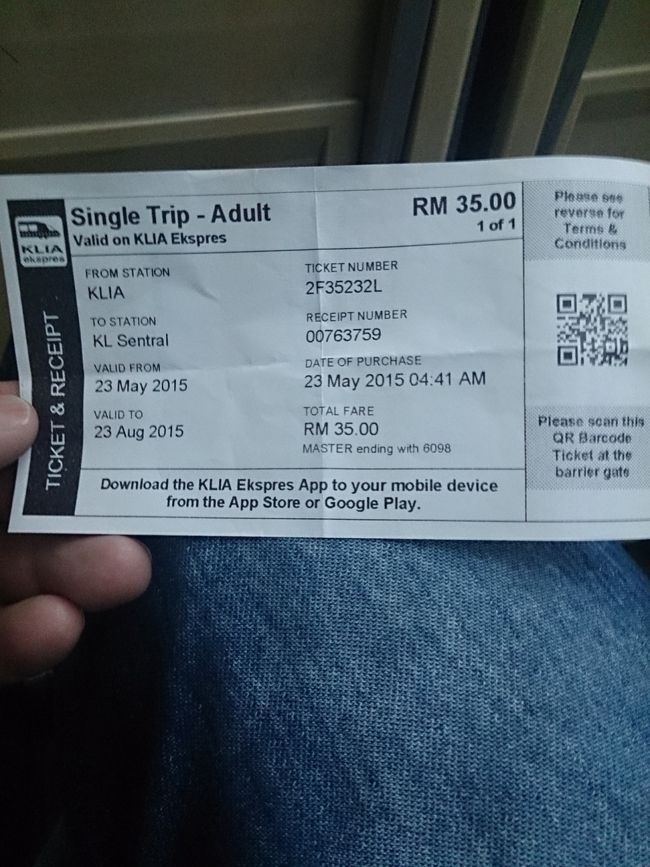 KLIA
ekspres
TICKET & RECEIPT
Single Trip - Adult
Valid on KLIA Ekspres
RM 35.00
1 of 1
FROM STATION
KLIA
TO STATION
KL Sentral
VALID FROM
23 May 2015
VALID TO
23 Aug 2015
TICKET NUMBER
2F35232L
RECEIPT NUMBER
00763759
DATE OF PURCHASE
23 May 2015 04:41 AM
TOTAL FARE
RM 35.00
MASTER ending with 6098
Download the KLIA Ekspres App to your mobile device
from the App Store or Google Play.
Please see
reverse for
Terms &
Conditions
Please scan this
QR Barcode
Ticket at the
barrier gate